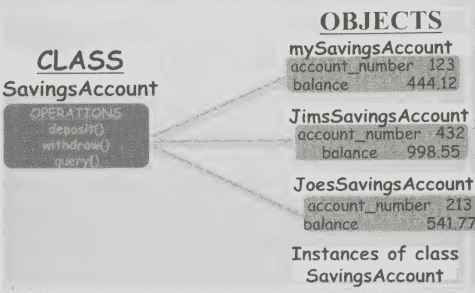 CLASS
SavingsAccount
OPERATIONS
deposit()
withdraw()
query()
OBJECTS
mySavingsAccount
account_number 123
balance 444.12
JimsSavingsAccount
account_number 432
balance 998.55
JoesSavingsAccount
account_number 213
balance 541.77
Instances of class
SavingsAccount